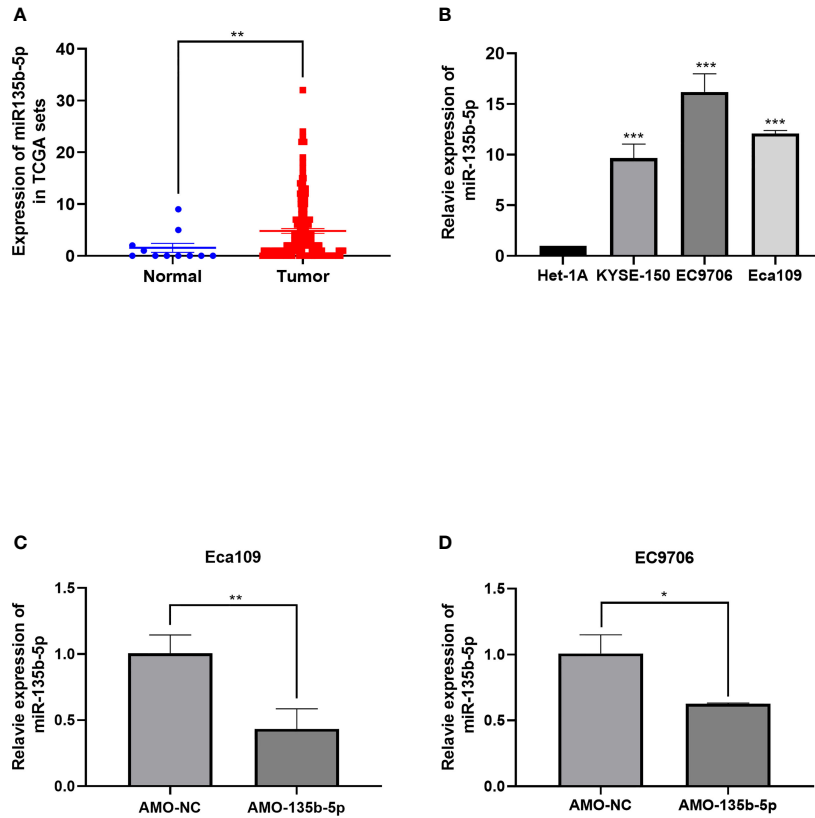 A
Expression of miR135b-5p
in TCGA sets
40
30
20
10
0
**
Normal
Tumor
B
Relavie expression of
miR-135b-5p
20
15
10
5
0
***
***
***
Het-1A
KYSE-150
EC9706
Eca109
C
Eca109
Relavie expression of
miR-135b-5p
1.5
1.0
0.5
0.0
**
AMO-NC
AMO-135b-5p
D
EC9706
Relavie expression of
miR-135b-5p
1.5
1.0
0.5
0.0
*
AMO-NC
AMO-135b-5p